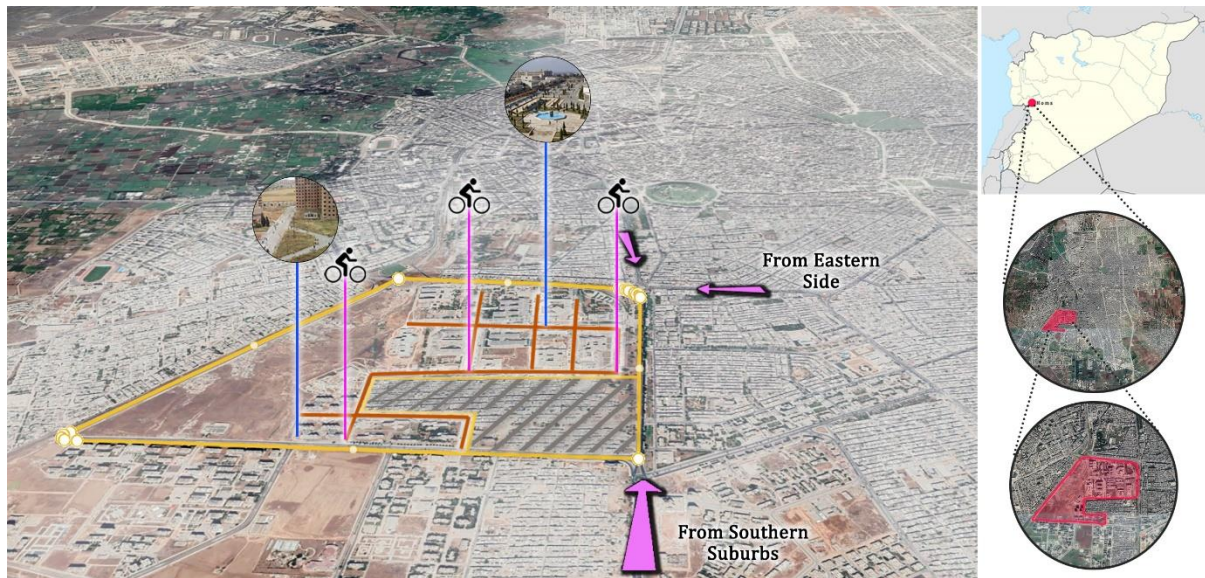 From Eastern
Side
From Southern
Suburbs
Homs